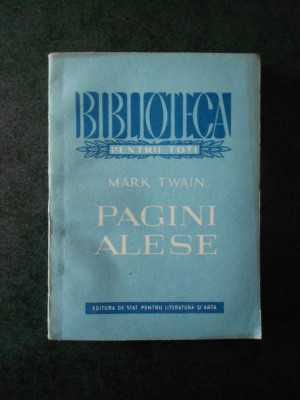 BIBLIOTECA
PENTRU TOȚI
MARK TWAIN
PAGINI
ALESE
EDITURA DE STAT PENTRU LITERATURĂ ȘI ARTĂ